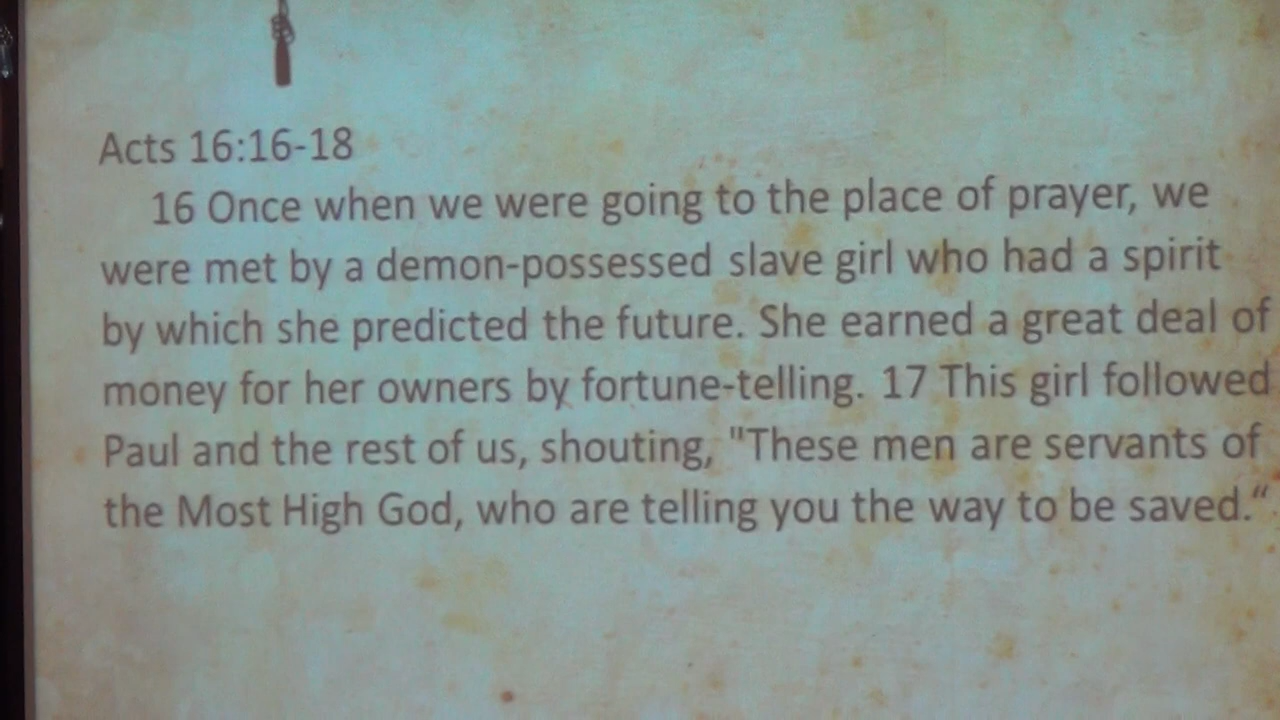 Acts 16:16-18
16 Once when we were going to the place of prayer, we
were met by a demon-possessed slave girl who had a spirit
by which she predicted the future. She earned a great deal of
money for her owners by fortune-telling. 17 This girl followed
Paul and the rest of us, shouting, "These men are servants of
the Most High God, who are telling you the way to be saved.“